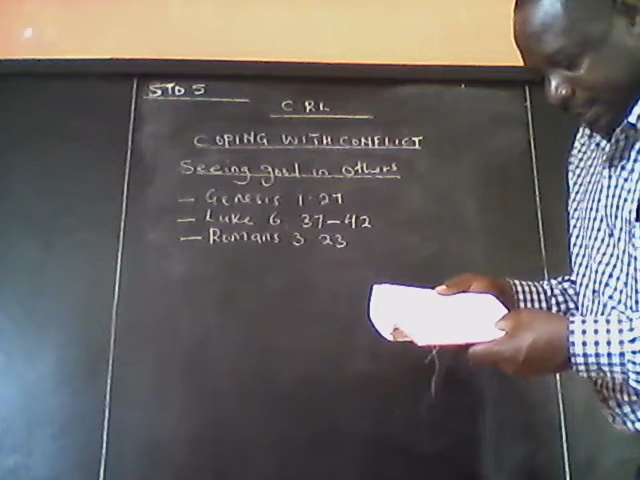 STD 5
C R E
COPING WITH CONFLICT
Seeing good in others
- Genesis 1:27
- Luke 6:37-42
- Romans 3:23